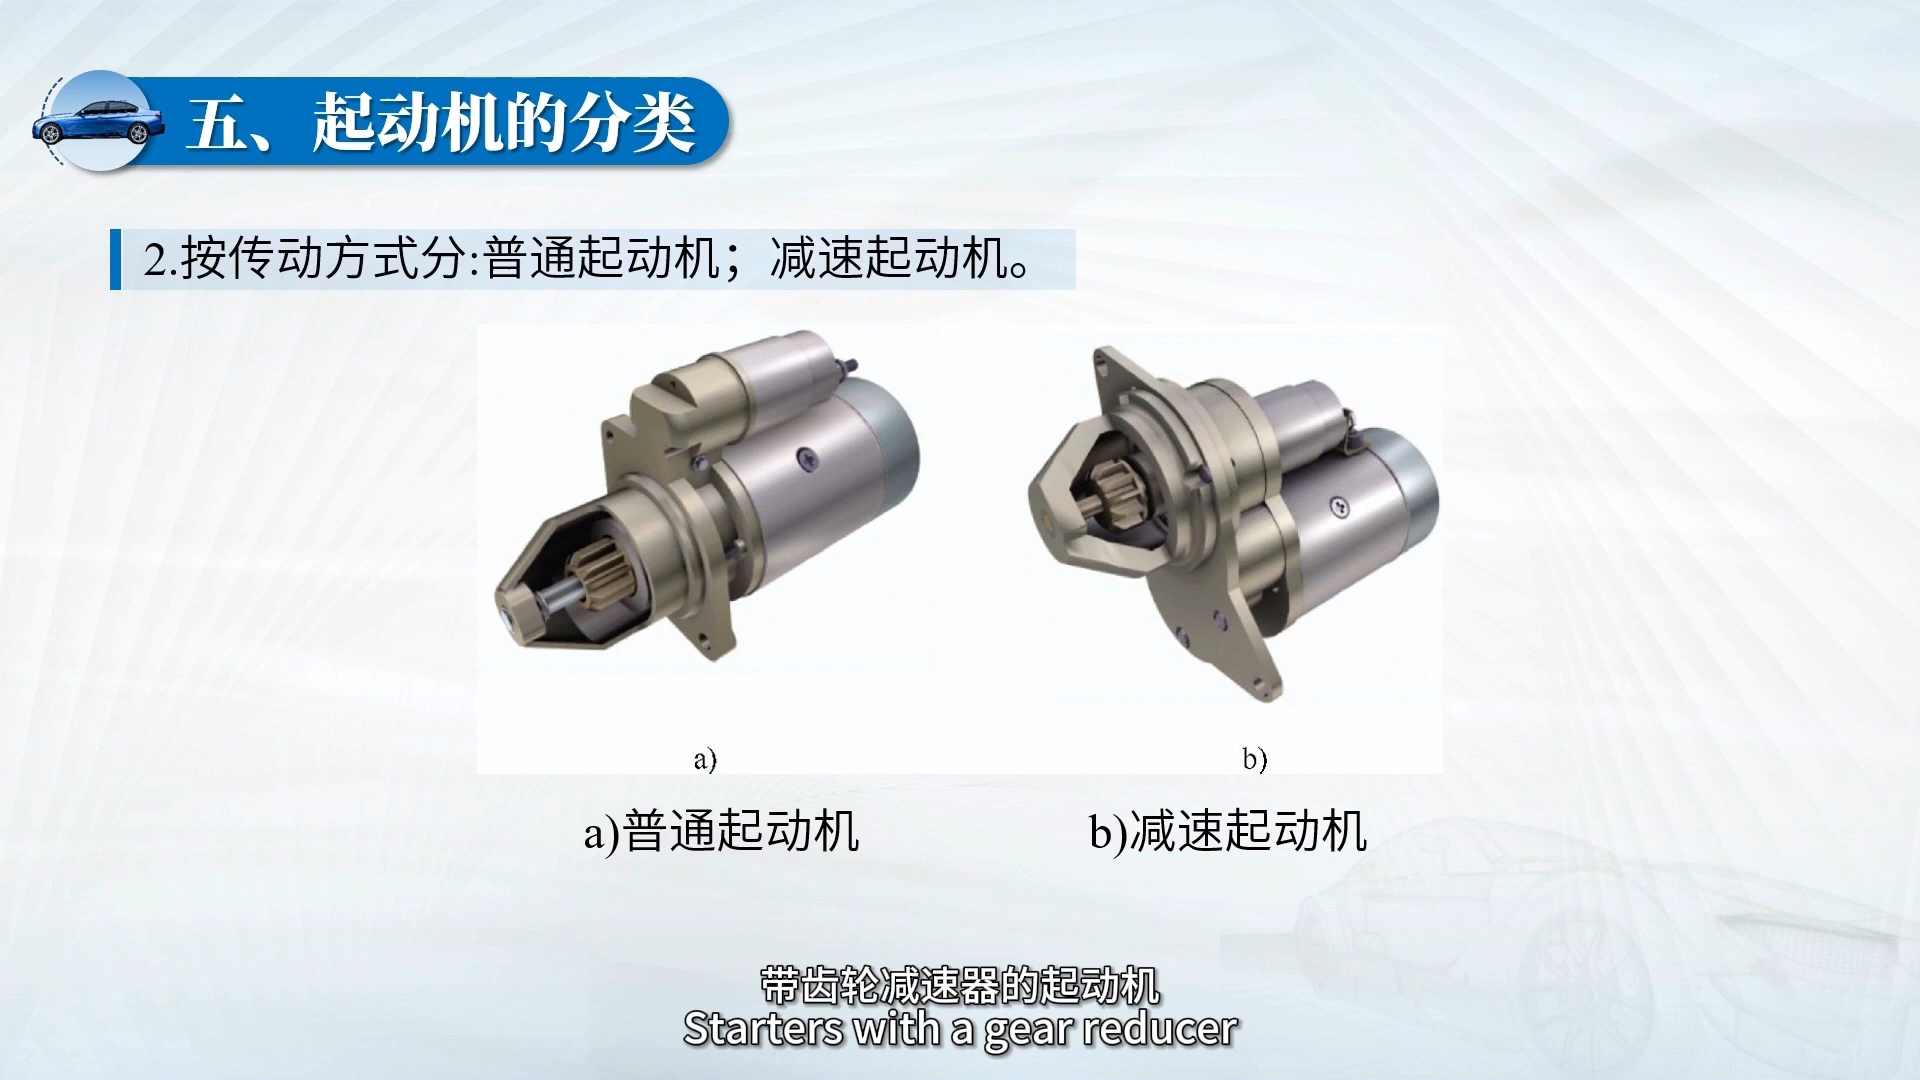 五、起动机的分类
2.按传动方式分:普通起动机；减速起动机。
a)
b)
a)普通起动机
b)减速起动机
带齿轮减速器的起动机
Starters with a gear reducer